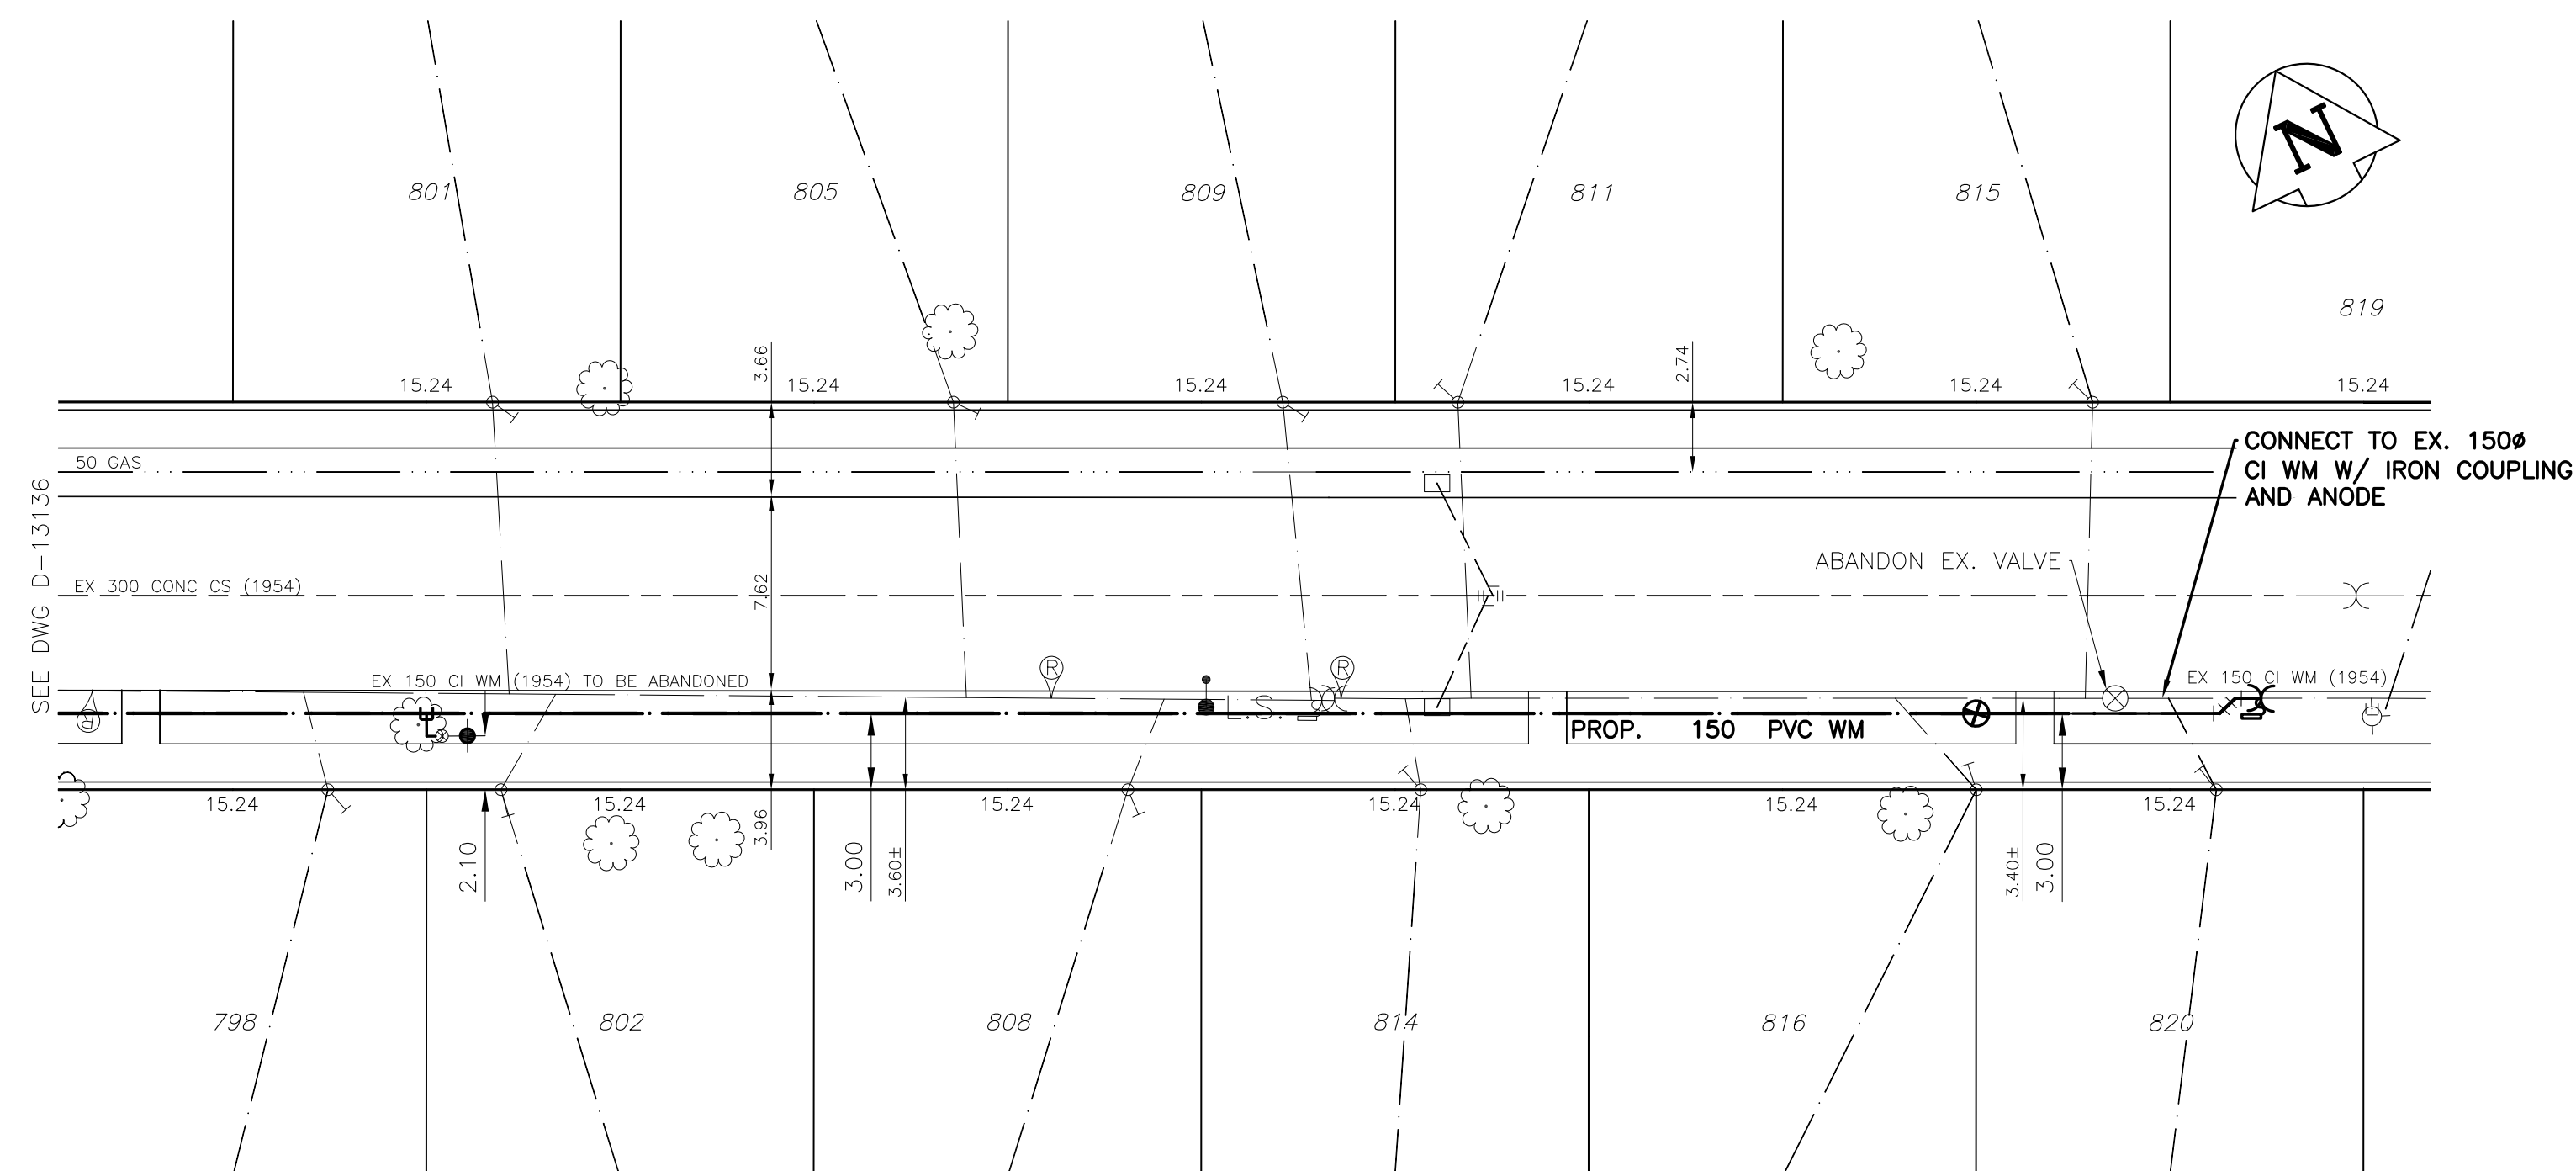 N
801
805
809
811
815
819
15.24
15.24
15.24
15.24
15.24
15.24
3.66
2.74
CONNECT TO EX. 150ø
CI WM W/ IRON COUPLING
AND ANODE
50 GAS
SEE DWG D-13136
ABANDON EX. VALVE
EX 300 CONC CS (1954)
7.62
EX 150 CI WM (1954) TO BE ABANDONED
R
R
R
EX 150 CI WM (1954)
L.S.
PROP. 150 PVC WM
15.24
15.24
15.24
15.24
15.24
15.24
3.96
2.10
3.00
3.60±
3.40±
3.00
798
802
808
814
816
820